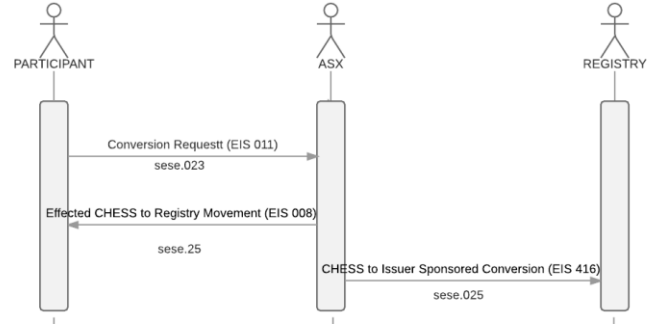 PARTICIPANT
ASX
REGISTRY
Conversion Requestt (EIS 011)
sese.023
Effected CHESS to Registry Movement (EIS 008)
sese.25
CHESS to Issuer Sponsored Conversion (EIS 416)
sese.025